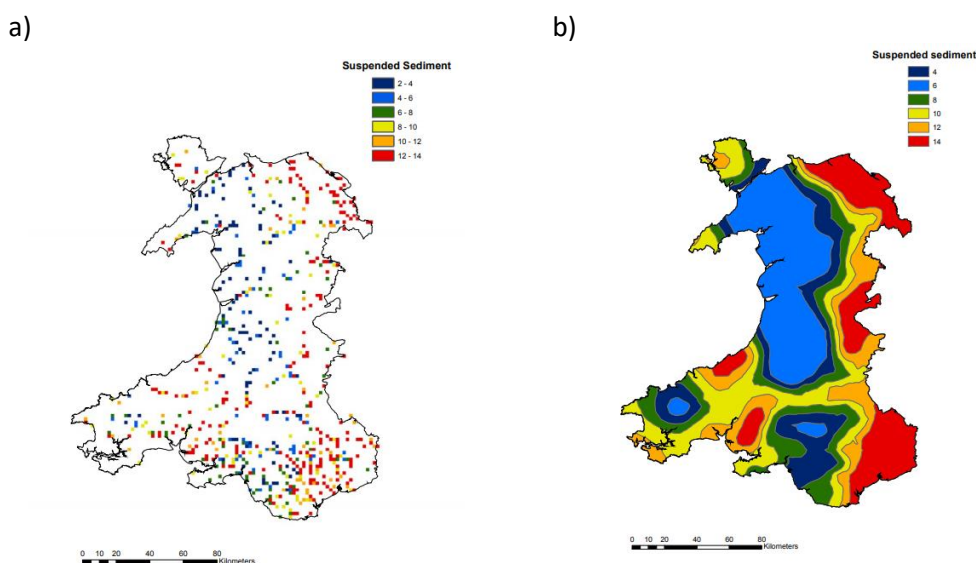 a)
Suspended Sediment
2 - 4
4 - 6
6 - 8
8 - 10
10 - 12
12 - 14
0 10 20 40 60 80
Kilometers
b)
Suspended sediment
4
6
8
10
12
14
0 10 20 40 60 80
Kilometers